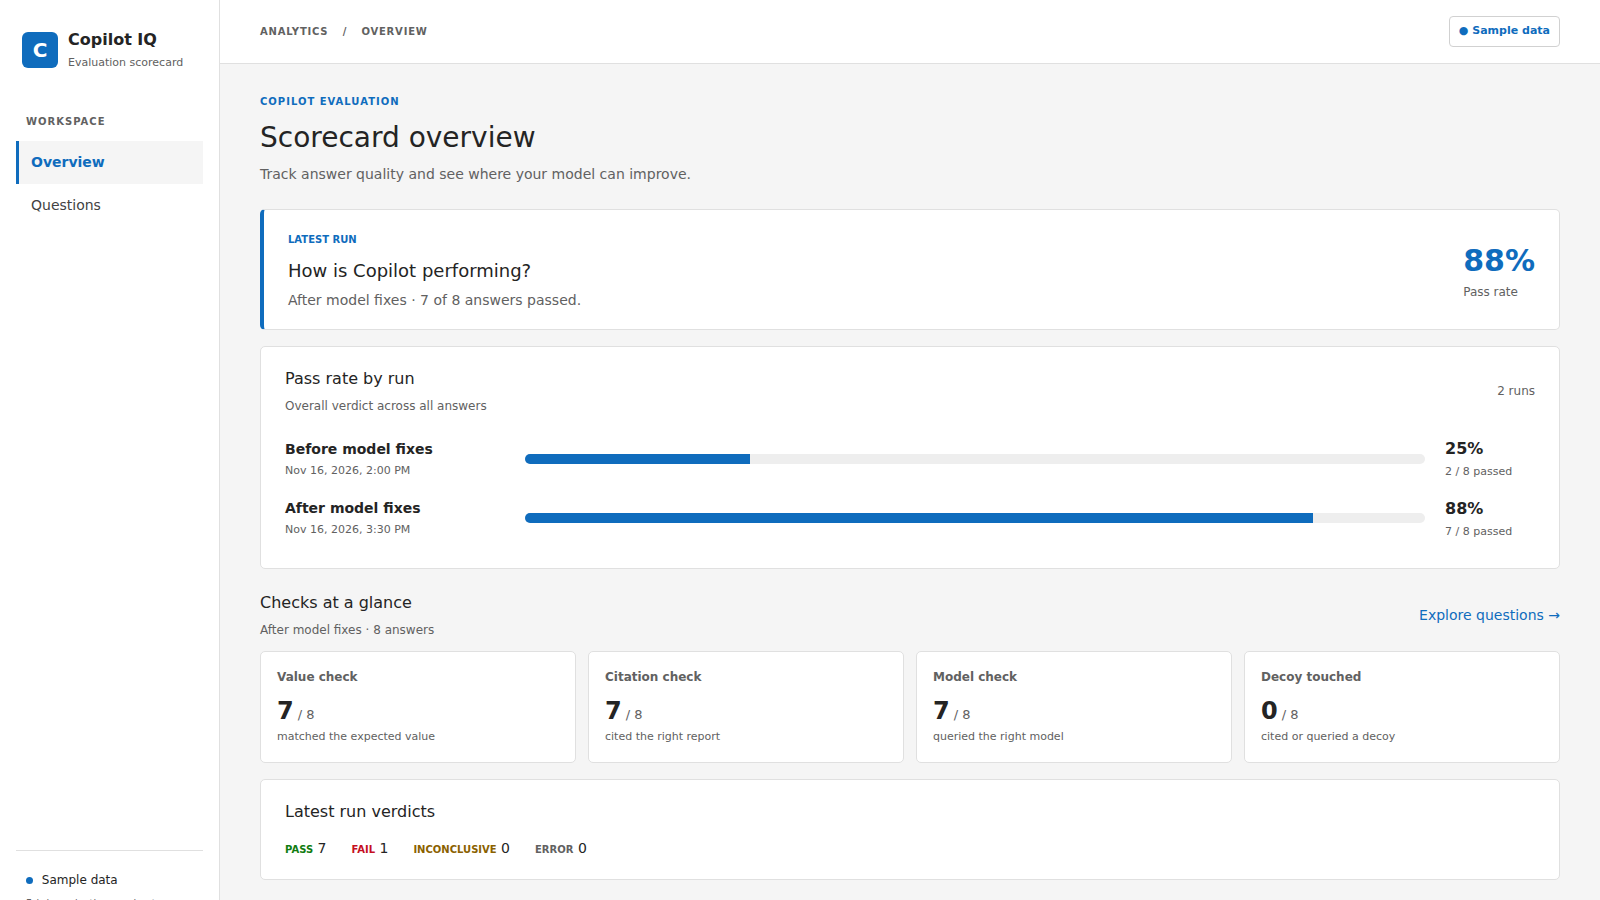 C
Copilot IQ
Evaluation scorecard
WORKSPACE
Overview
Questions
Sample data
ANALYTICS / OVERVIEW
Sample data
COPILOT EVALUATION
Scorecard overview
Track answer quality and see where your model can improve.
LATEST RUN
How is Copilot performing?
After model fixes · 7 of 8 answers passed.
88%
Pass rate
Pass rate by run
Overall verdict across all answers
2 runs
Before model fixes
Nov 16, 2026, 2:00 PM
25%
2 / 8 passed
After model fixes
Nov 16, 2026, 3:30 PM
88%
7 / 8 passed
Checks at a glance
After model fixes · 8 answers
Explore questions →
Value check
7 / 8
matched the expected value
Citation check
7 / 8
cited the right report
Model check
7 / 8
queried the right model
Decoy touched
0 / 8
cited or queried a decoy
Latest run verdicts
PASS 7 FAIL 1 INCONCLUSIVE 0 ERROR 0